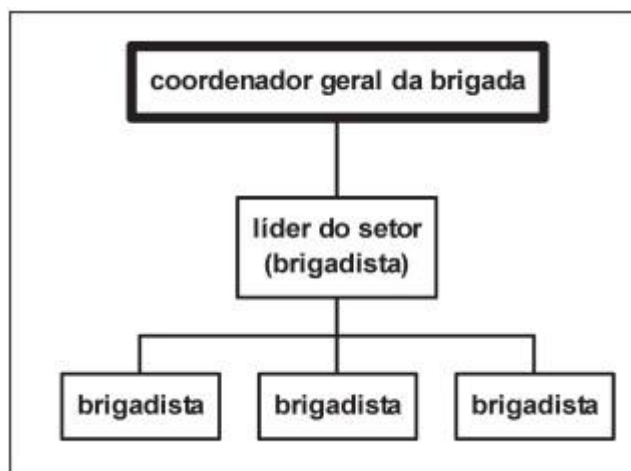 coordenador geral da brigada
líder do setor
(brigadista)
brigadista
brigadista
brigadista